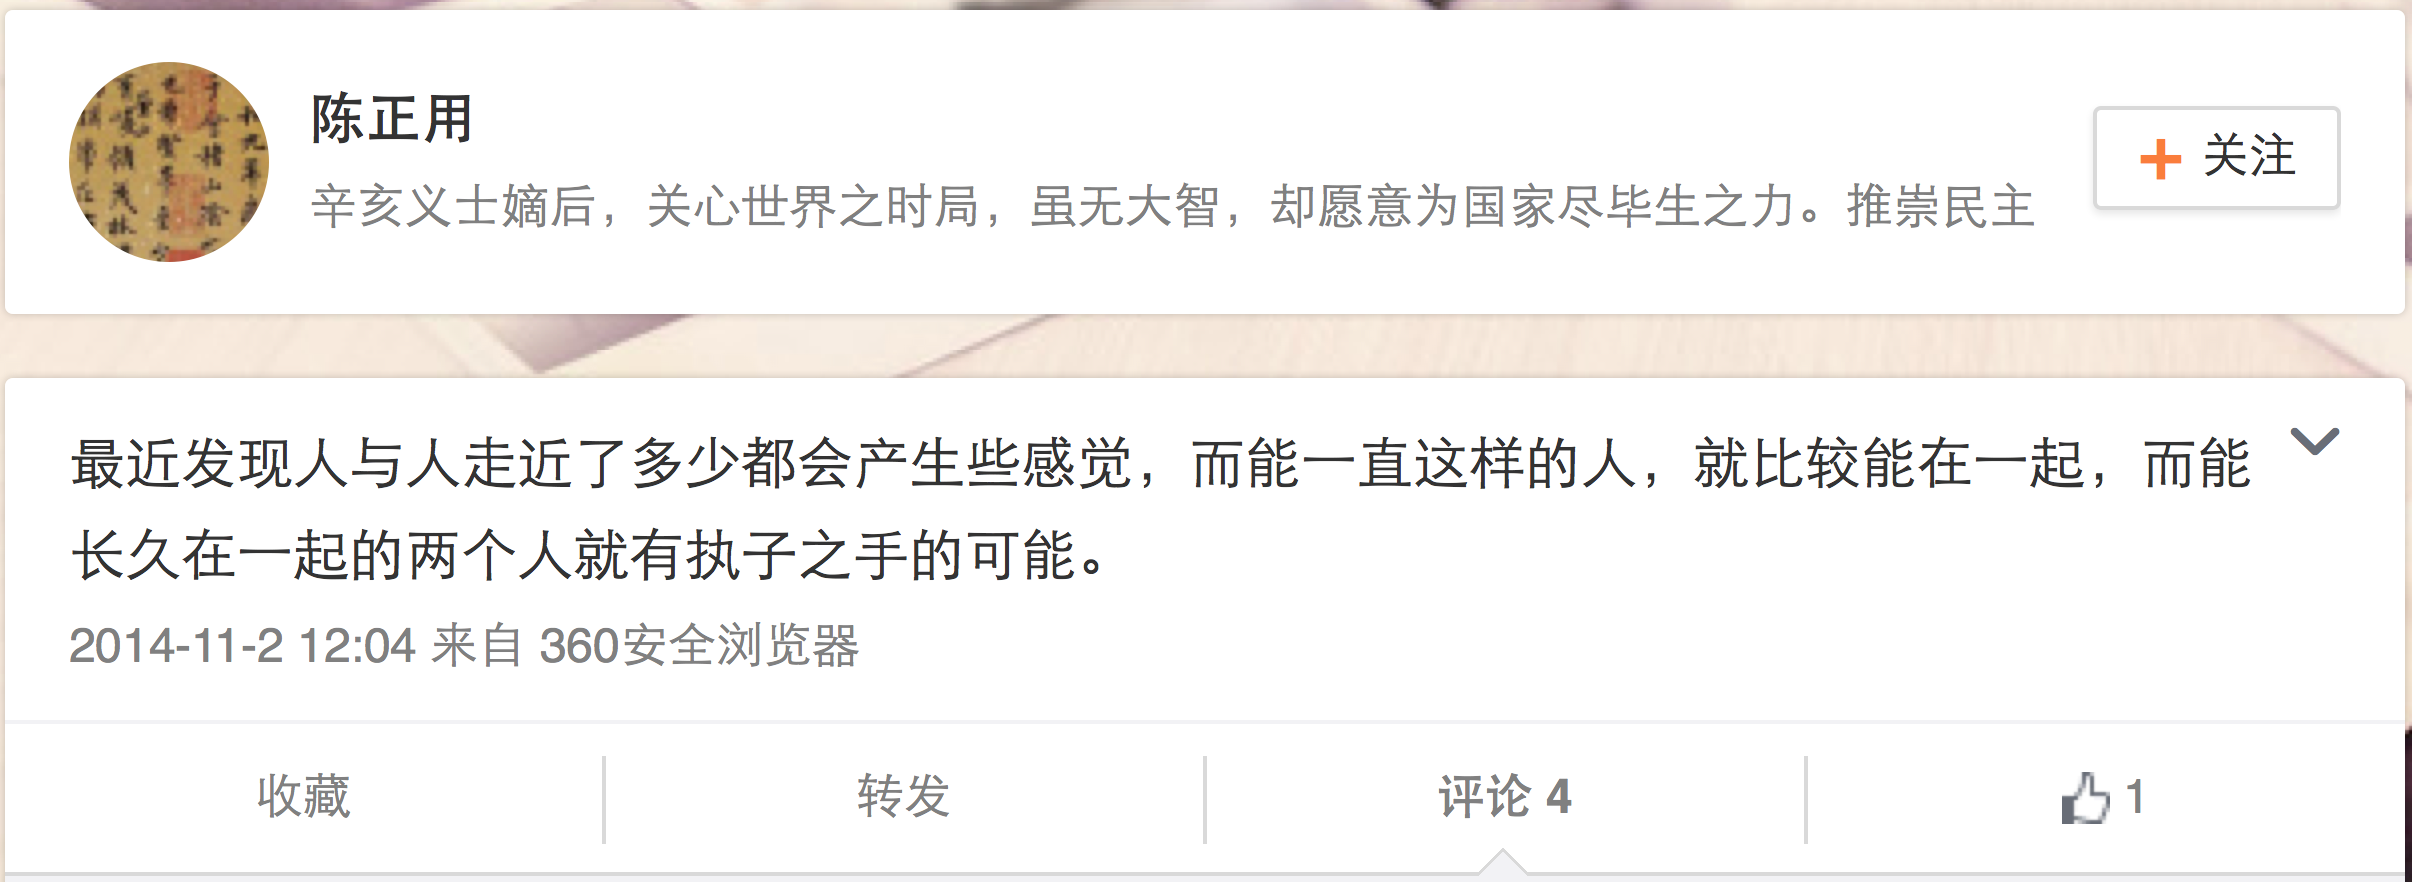 陈正用
辛亥义士嫡后，关心世界之时局，虽无大智，却愿意为国家尽毕生之力。推崇民主
+ 关注
最近发现人与人走近了多少都会产生些感觉，而能一直这样的人，就比较能在一起，而能
长久在一起的两个人就有执子之手的可能。
2014-11-2 12:04 来自 360安全浏览器
收藏
转发
评论 4
1